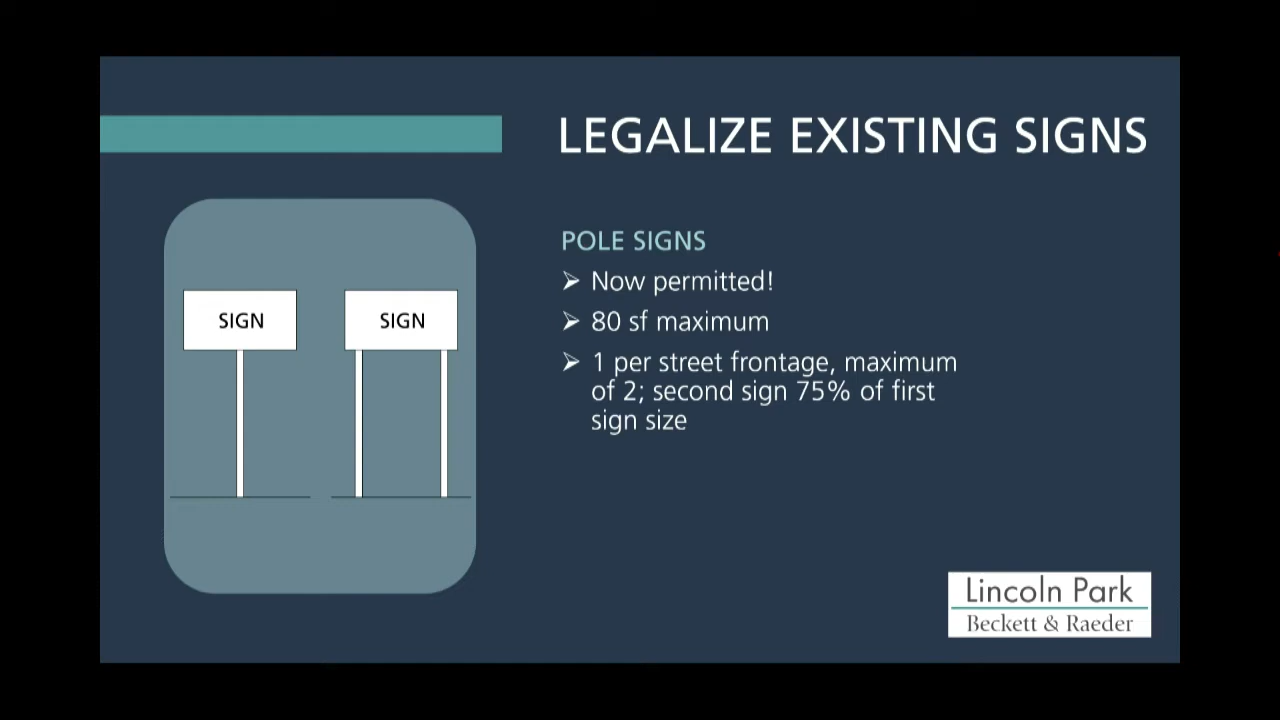 LEGALIZE EXISTING SIGNS
SIGN
SIGN
POLE SIGNS
➢ Now permitted!
➢ 80 sf maximum
➢ 1 per street frontage, maximum
of 2; second sign 75% of first
sign size
Lincoln Park
Beckett & Raeder